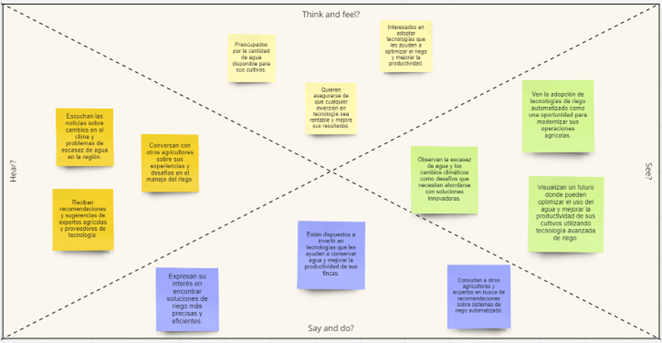 Think and feel?
Preocupados
por la cantidad
de agua
disponible para
sus cultivos.
Interesados en
adoptar
tecnologías que
les ayuden a
optimizar el riego
y mejorar la
productividad.
Quieren
asegurarse de
que cualquier
inversión en
tecnología sea
rentable y mejore
sus resultados.
Hear?
Escuchan las
noticias sobre
cambios en el
clima y
problemas de
escasez de agua
en la región.
Conversan con
otros agricultores
sobre sus
experiencias y
desafíos en el
manejo del riego.
Reciben
recomendaciones
y sugerencias de
expertos agrícolas
y proveedores de
tecnología.
See?
Ven la adopción de
tecnologías de riego
automatizado como
una oportunidad para
modernizar sus
operaciones
agrícolas.
Observan la escasez
de agua y los
cambios climáticos
como desafíos que
necesitan abordarse
con soluciones
innovadoras.
Visualizan un futuro
donde pueden
optimizar el uso del
agua y mejorar la
productividad de sus
cultivos utilizando
tecnología avanzada
de riego.
Están dispuestos a
invertir en
tecnologías que les
ayuden a conservar
agua y mejorar la
productividad de sus
fincas.
Expresan su
interés en
encontrar
soluciones de
riego más
precisas y
eficientes.
Consultan a otros
agricultores y
expertos en busca de
recomendaciones
sobre sistemas de
riego automatizado.
Say and do?